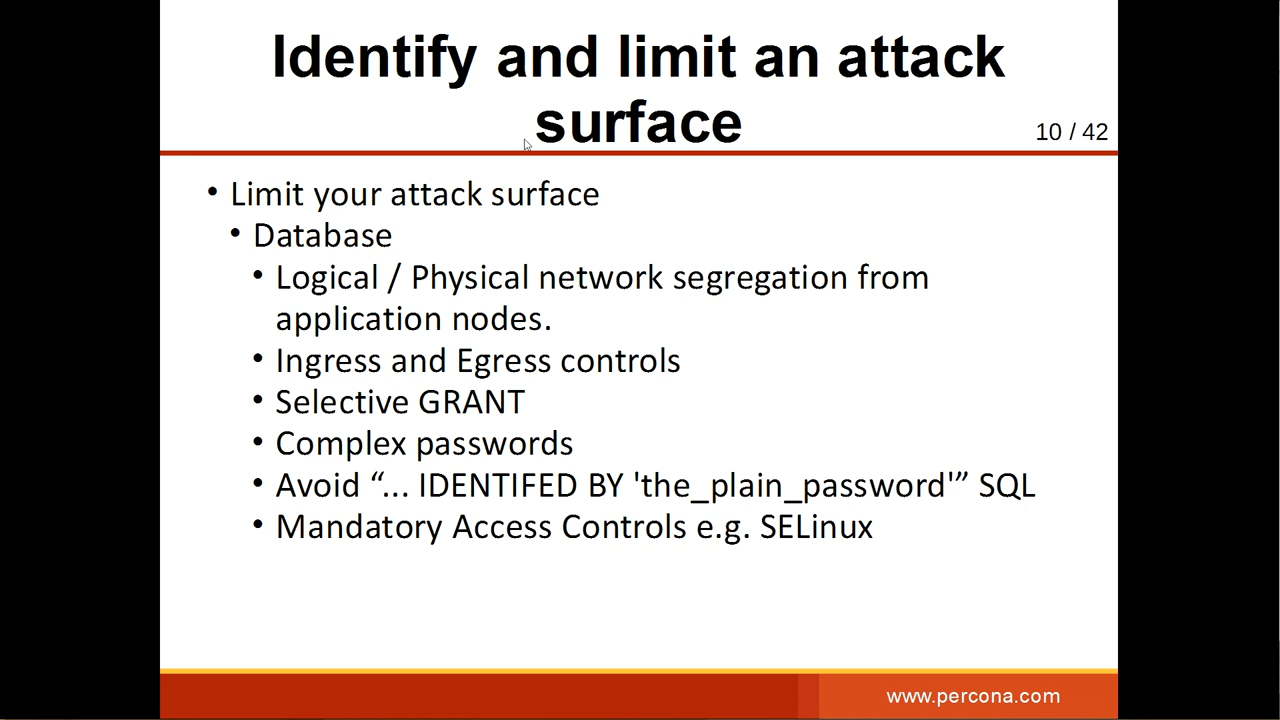 Identify and limit an attack
surface
10 / 42
• Limit your attack surface
• Database
• Logical / Physical network segregation from
application nodes.
• Ingress and Egress controls
• Selective GRANT
• Complex passwords
• Avoid “... IDENTIFED BY 'the_plain_password'” SQL
• Mandatory Access Controls e.g. SELinux
www.percona.com